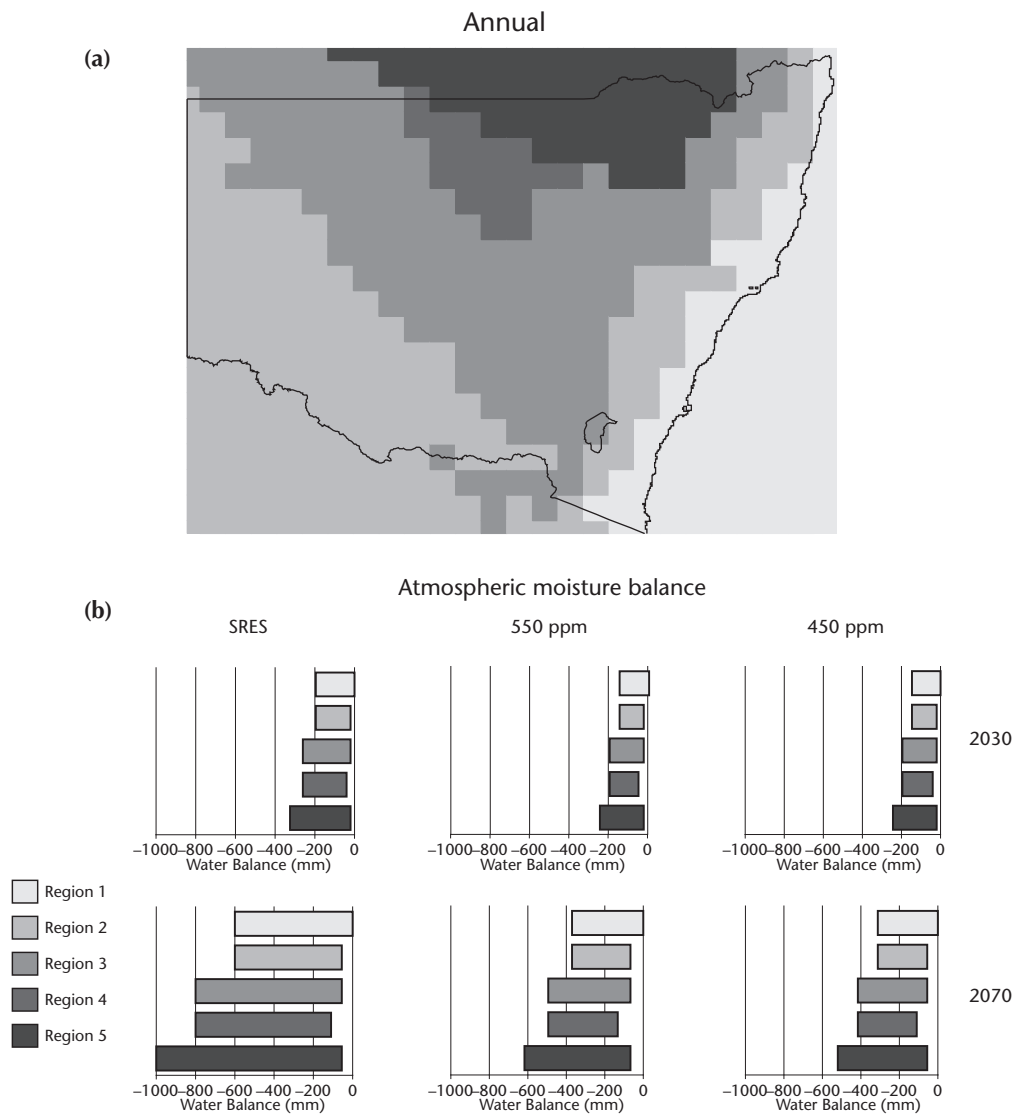 Annual
(a)
Atmospheric moisture balance
(b)
SRES 550 ppm 450 ppm
2030
–1000 –800 –600 –400 –200 0 –1000 –800 –600 –400 –200 0 –1000 –800 –600 –400 –200 0
Water Balance (mm) Water Balance (mm) Water Balance (mm)
Region 1
Region 2
Region 3
Region 4
Region 5
2070
–1000 –800 –600 –400 –200 0 –1000 –800 –600 –400 –200 0 –1000 –800 –600 –400 –200 0
Water Balance (mm) Water Balance (mm) Water Balance (mm)